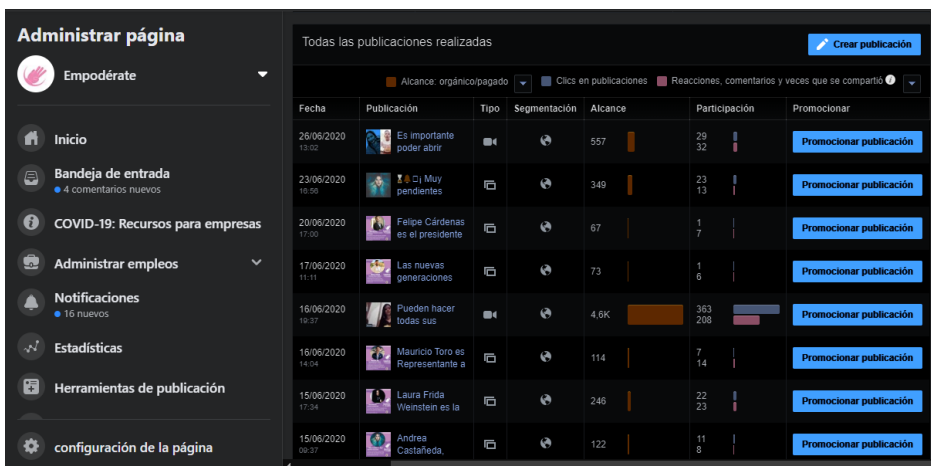 Administrar página
Empodérate
Inicio
Bandeja de entrada
4 comentarios nuevos
COVID-19: Recursos para empresas
Administrar empleos
Notificaciones
16 nuevos
Estadísticas
Herramientas de publicación
configuración de la página
Todas las publicaciones realizadas
Crear publicación
Alcance: orgánico/pagado Clics en publicaciones Reacciones, comentarios y veces que se compartió
Fecha Publicación Tipo Segmentación Alcance Participación Promocionar
26/06/2020 Es importante 557 29 Promocionar publicación
13:02 poder abrir 32
23/06/2020 ¡ Muy 349 23 Promocionar publicación
16:56 pendientes 13
20/06/2020 Felipe Cárdenas 67 1 Promocionar publicación
17:00 es el presidente 7
17/06/2020 Las nuevas 73 1 Promocionar publicación
11:11 generaciones 6
16/06/2020 Pueden hacer 4,6K 363 Promocionar publicación
19:37 todas sus 208
16/06/2020 Mauricio Toro es 114 7 Promocionar publicación
14:04 Representante a 14
15/06/2020 Laura Frida 246 22 Promocionar publicación
17:34 Weinstein es la 23
15/06/2020 Andrea 122 11 Promocionar publicación
09:37 Castañeda, 8